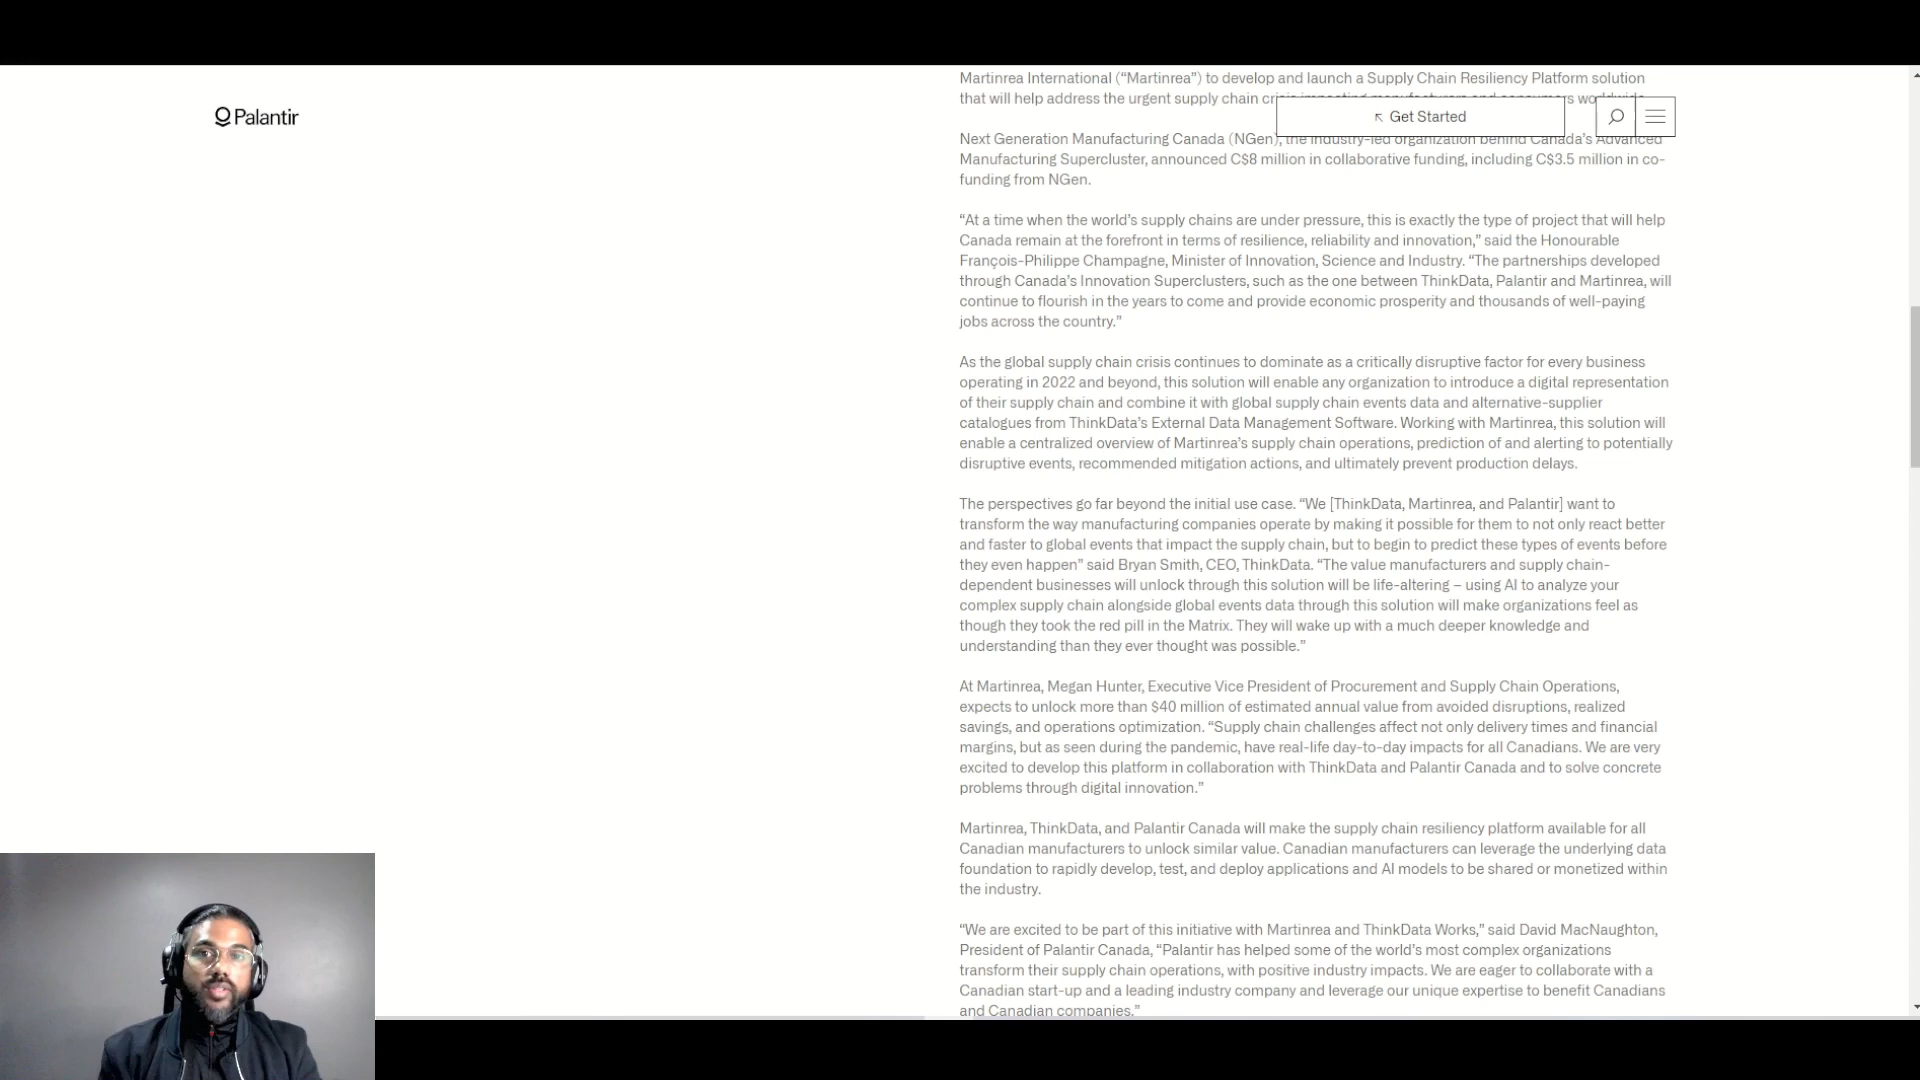 Martinrea International (“Martinrea”) to develop and launch a Supply Chain Resiliency Platform solution
that will help address the urgent supply chain crisis impacting manufacturers and consumers worldwide.
Palantir
Get Started
Next Generation Manufacturing Canada (NGen), the industry-led organization behind Canada’s Advanced
Manufacturing Supercluster, announced C$8 million in collaborative funding, including C$3.5 million in co-
funding from NGen.
“At a time when the world’s supply chains are under pressure, this is exactly the type of project that will help
Canada remain at the forefront in terms of resilience, reliability and innovation,” said the Honourable
François-Philippe Champagne, Minister of Innovation, Science and Industry. “The partnerships developed
through Canada’s Innovation Superclusters, such as the one between ThinkData, Palantir and Martinrea, will
continue to flourish in the years to come and provide economic prosperity and thousands of well-paying
jobs across the country.”
As the global supply chain crisis continues to dominate as a critically disruptive factor for every business
operating in 2022 and beyond, this solution will enable any organization to introduce a digital representation
of their supply chain and combine it with global supply chain events data and alternative-supplier
catalogues from ThinkData’s External Data Management Software. Working with Martinrea, this solution will
enable a centralized overview of Martinrea’s supply chain operations, prediction of and alerting to potentially
disruptive events, recommended mitigation actions, and ultimately prevent production delays.
The perspectives go far beyond the initial use case. “We [ThinkData, Martinrea, and Palantir] want to
transform the way manufacturing companies operate by making it possible for them to not only react better
and faster to global events that impact the supply chain, but to begin to predict these types of events before
they even happen” said Bryan Smith, CEO, ThinkData. “The value manufacturers and supply chain-
dependent businesses will unlock through this solution will be life-altering – using AI to analyze your
complex supply chain alongside global events data through this solution will make organizations feel as
though they took the red pill in the Matrix. They will wake up with a much deeper knowledge and
understanding than they ever thought was possible.”
At Martinrea, Megan Hunter, Executive Vice President of Procurement and Supply Chain Operations,
expects to unlock more than $40 million of estimated annual value from avoided disruptions, realized
savings, and operations optimization. “Supply chain challenges affect not only delivery times and financial
margins, but as seen during the pandemic, have real-life day-to-day impacts for all Canadians. We are very
excited to develop this platform in collaboration with ThinkData and Palantir Canada and to solve concrete
problems through digital innovation.”
Martinrea, ThinkData, and Palantir Canada will make the supply chain resiliency platform available for all
Canadian manufacturers to unlock similar value. Canadian manufacturers can leverage the underlying data
foundation to rapidly develop, test, and deploy applications and AI models to be shared or monetized within
the industry.
“We are excited to be part of this initiative with Martinrea and ThinkData Works,” said David MacNaughton,
President of Palantir Canada, “Palantir has helped some of the world’s most complex organizations
transform their supply chain operations, with positive industry impacts. We are eager to collaborate with a
Canadian start-up and a leading industry company and leverage our unique expertise to benefit Canadians
and Canadian companies.”